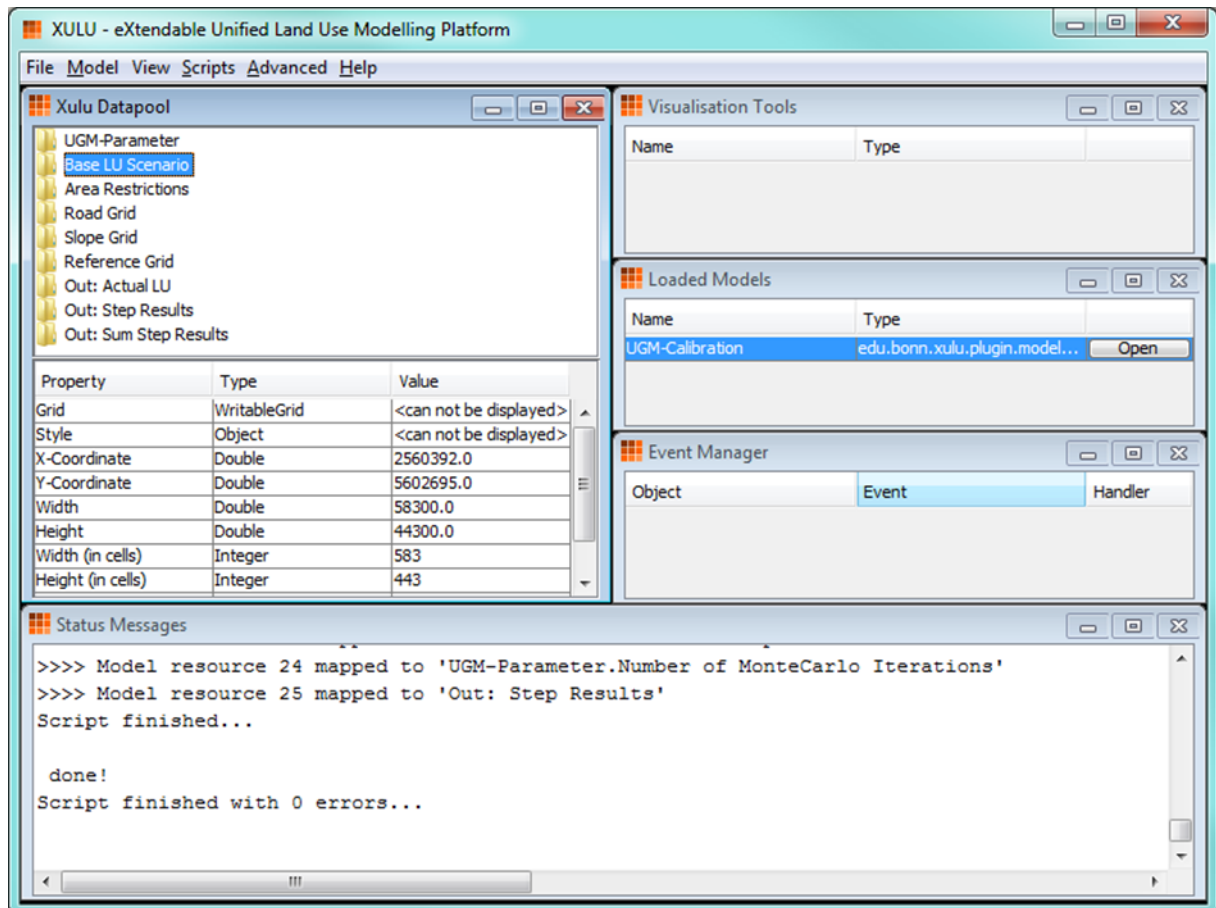 XULU - eXtendable Unified Land Use Modelling Platform
File Model View Scripts Advanced Help
Xulu Datapool
UGM-Parameter
Base LU Scenario
Area Restrictions
Road Grid
Slope Grid
Reference Grid
Out: Actual LU
Out: Step Results
Out: Sum Step Results
Property Type Value
Grid WritableGrid <can not be displayed>
Style Object <can not be displayed>
X-Coordinate Double 2560392.0
Y-Coordinate Double 5602695.0
Width Double 58300.0
Height Double 44300.0
Width (in cells) Integer 583
Height (in cells) Integer 443
Visualisation Tools
Name Type
Loaded Models
Name Type
UGM-Calibration edu.bonn.xulu.plugin.model... Open
Event Manager
Object Event Handler
Status Messages
>>>> Model resource 24 mapped to 'UGM-Parameter.Number of MonteCarlo Iterations'
>>>> Model resource 25 mapped to 'Out: Step Results'
Script finished...
done!
Script finished with 0 errors...